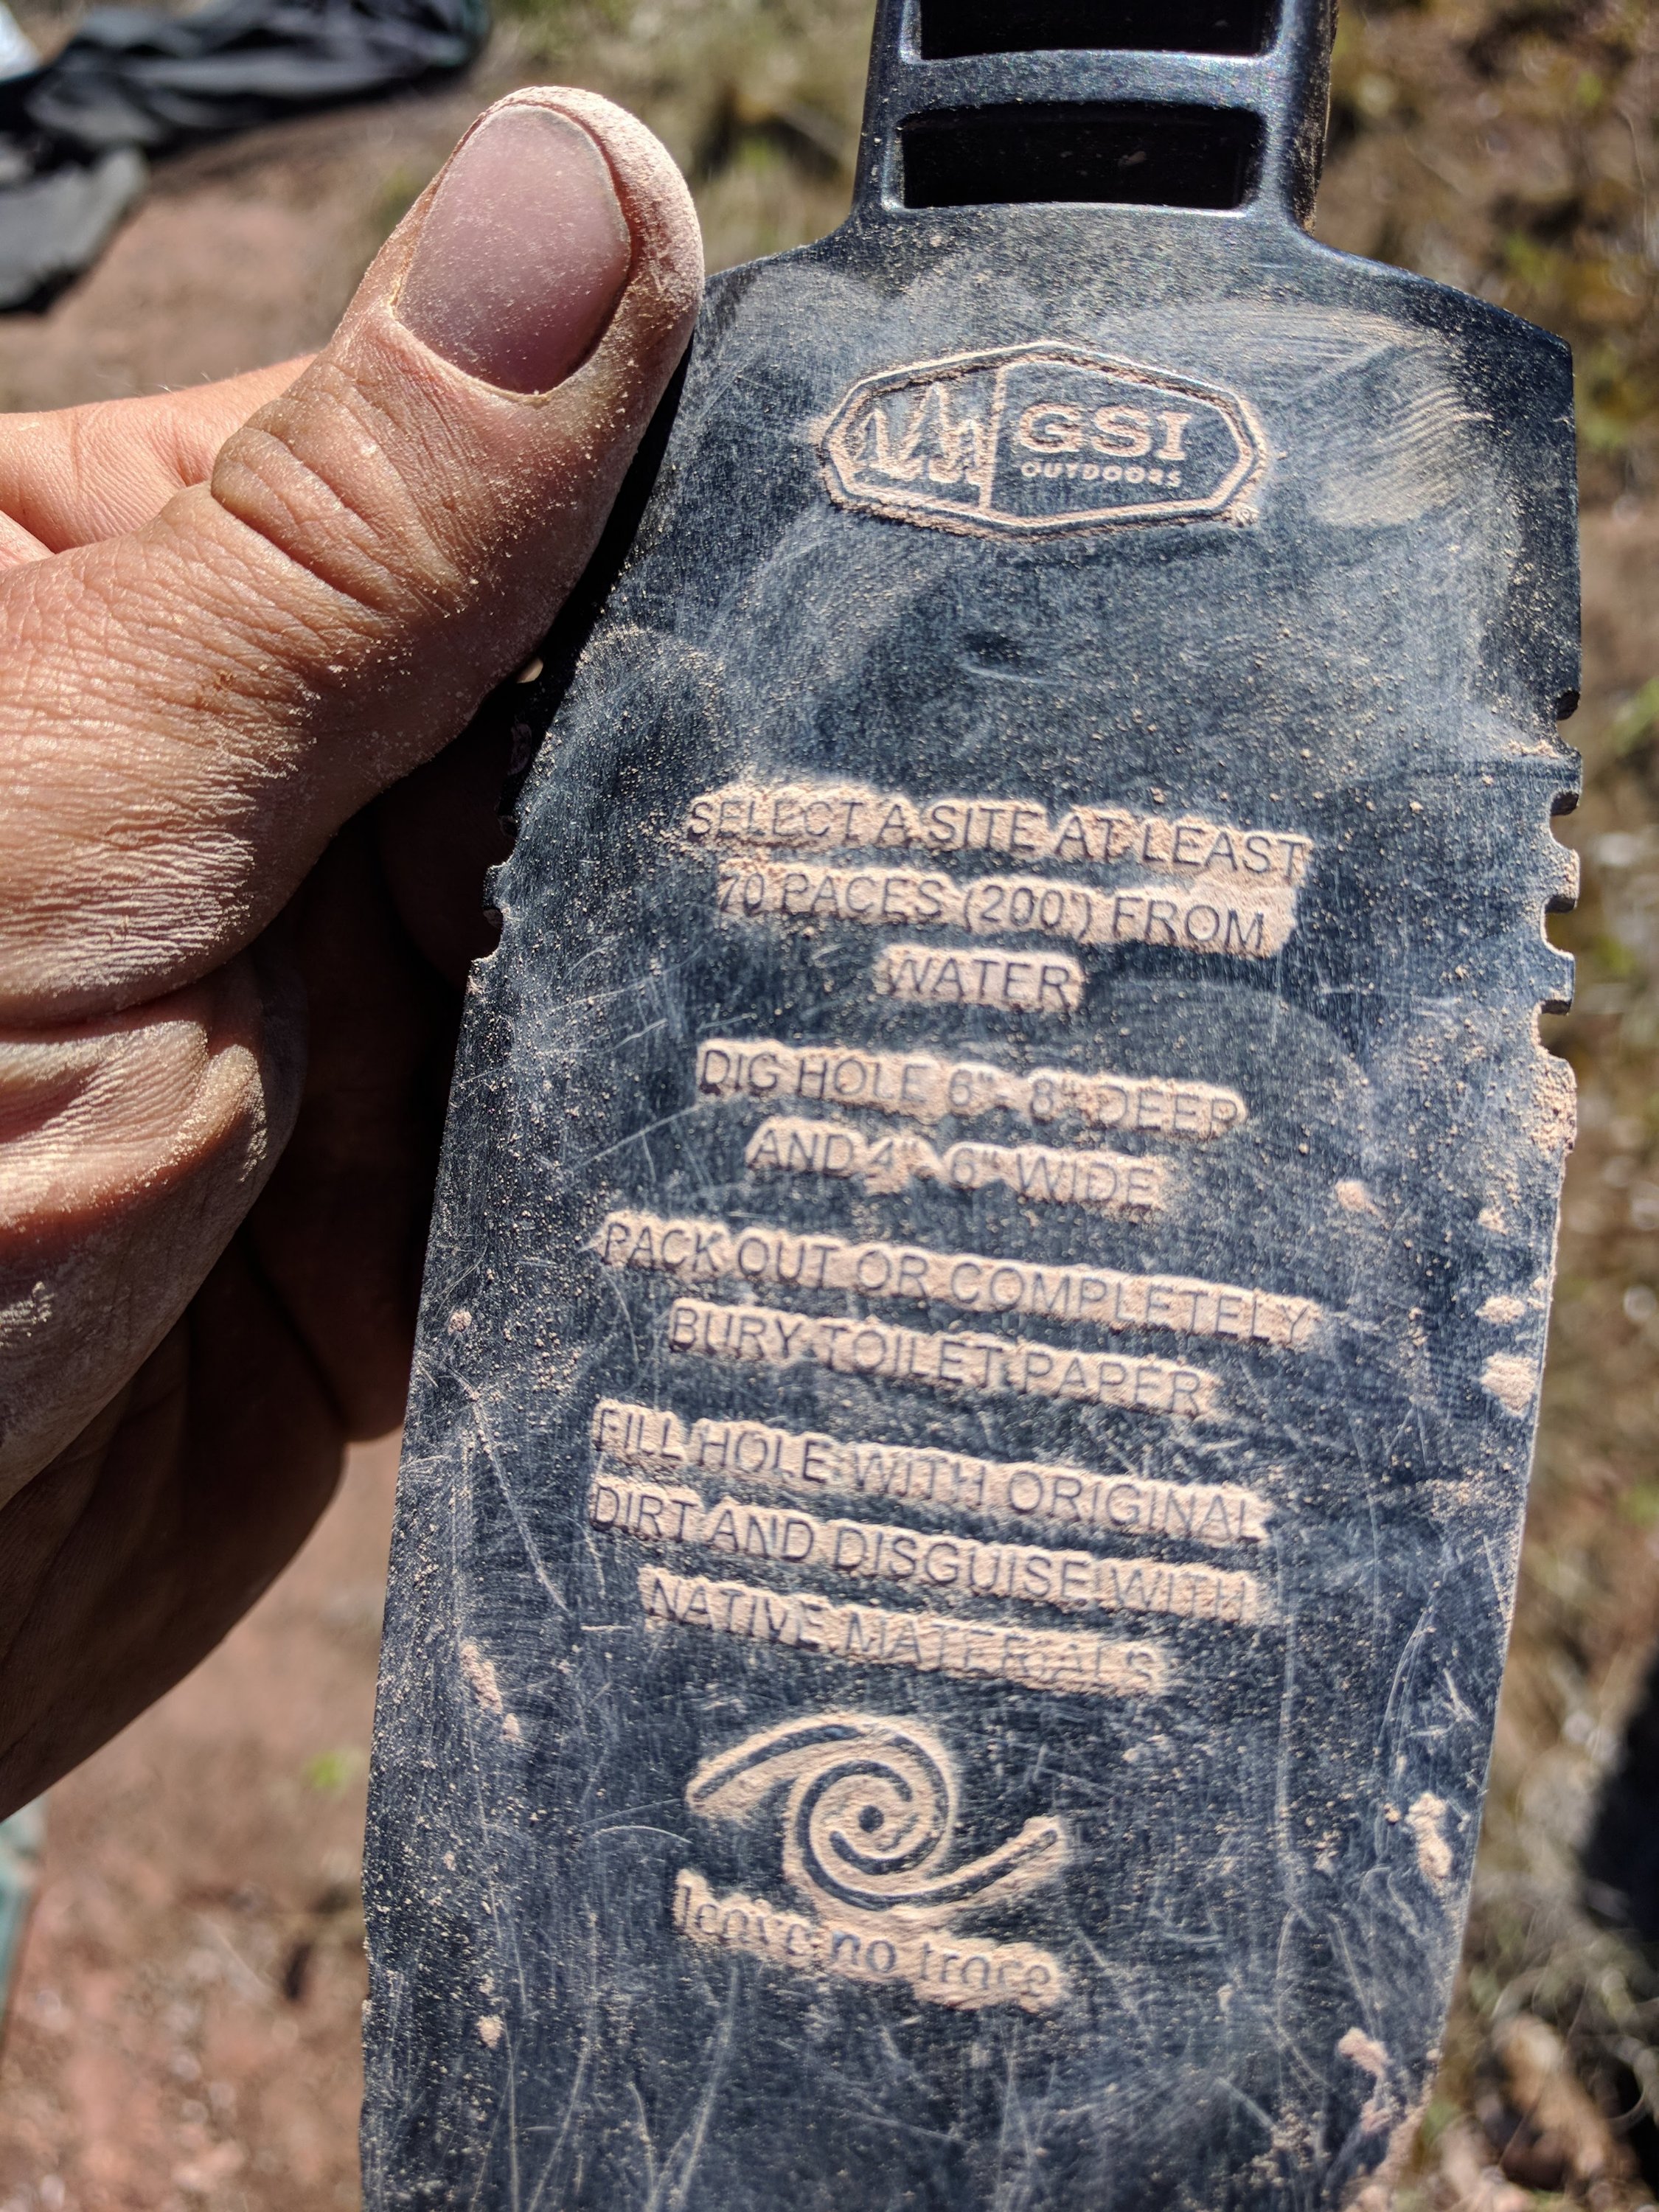 GSI
OUTDOORS
SELECT A SITE AT LEAST
70 PACES (200') FROM
WATER
DIG HOLE 6" - 8" DEEP
AND 4" - 6" WIDE
PACK OUT OR COMPLETELY
BURY TOILET PAPER
FILL HOLE WITH ORIGINAL
DIRT AND DISGUISE WITH
NATIVE MATERIALS
leave no trace